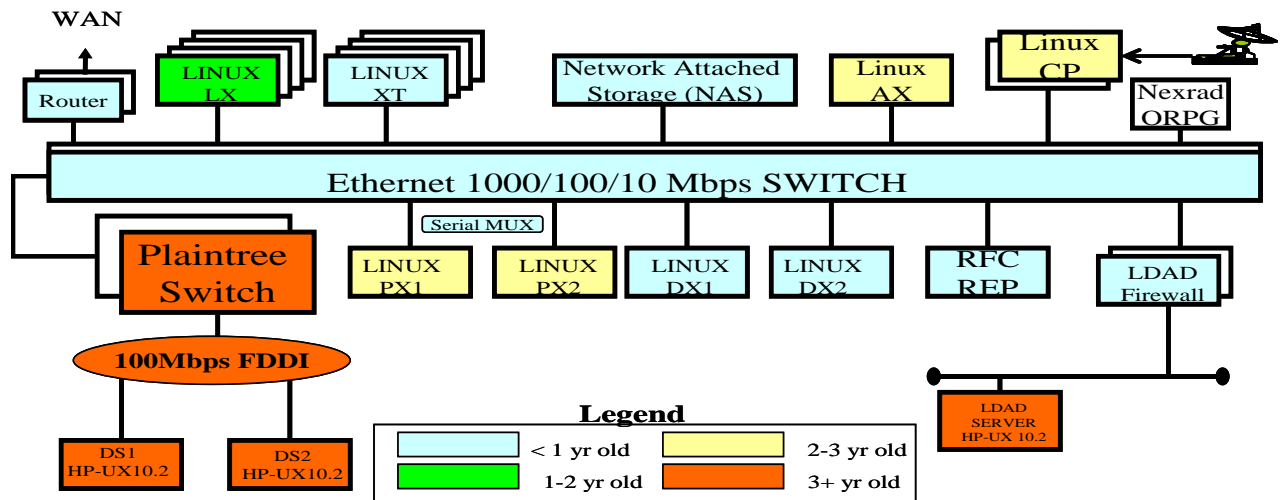 WAN
Router
LINUX
LX
LINUX
XT
Network Attached
Storage (NAS)
Linux
AX
Linux
CP
Nexrad
ORPG
Ethernet 1000/100/10 Mbps SWITCH
Serial MUX
Plaintree
Switch
LINUX
PX1
LINUX
PX2
LINUX
DX1
LINUX
DX2
RFC
REP
LDAD
Firewall
100Mbps FDDI
DS1
HP-UX10.2
DS2
HP-UX10.2
LDAD
SERVER
HP-UX 10.2
Legend
< 1 yr old
2-3 yr old
1-2 yr old
3+ yr old